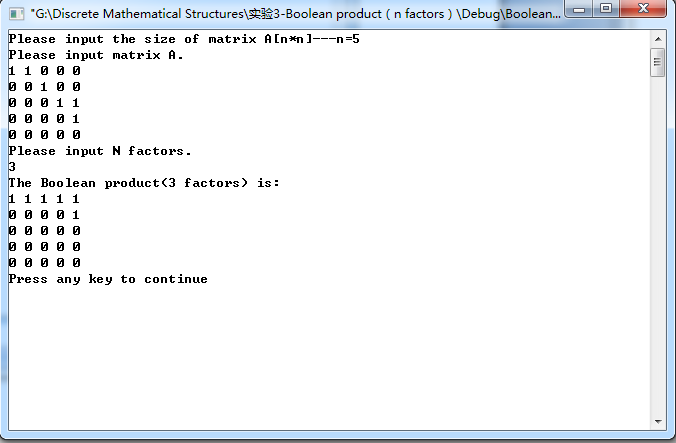 "G:\Discrete Mathematical Structures\实验3-Boolean product ( n factors )\Debug\Boolean...
Please input the size of matrix A[n*n]---n=5
Please input matrix A.
1 1 0 0 0
0 0 1 0 0
0 0 0 1 1
0 0 0 0 1
0 0 0 0 0
Please input N factors.
3
The Boolean product(3 factors) is:
1 1 1 1 1
0 0 0 0 1
0 0 0 0 0
0 0 0 0 0
0 0 0 0 0
Press any key to continue